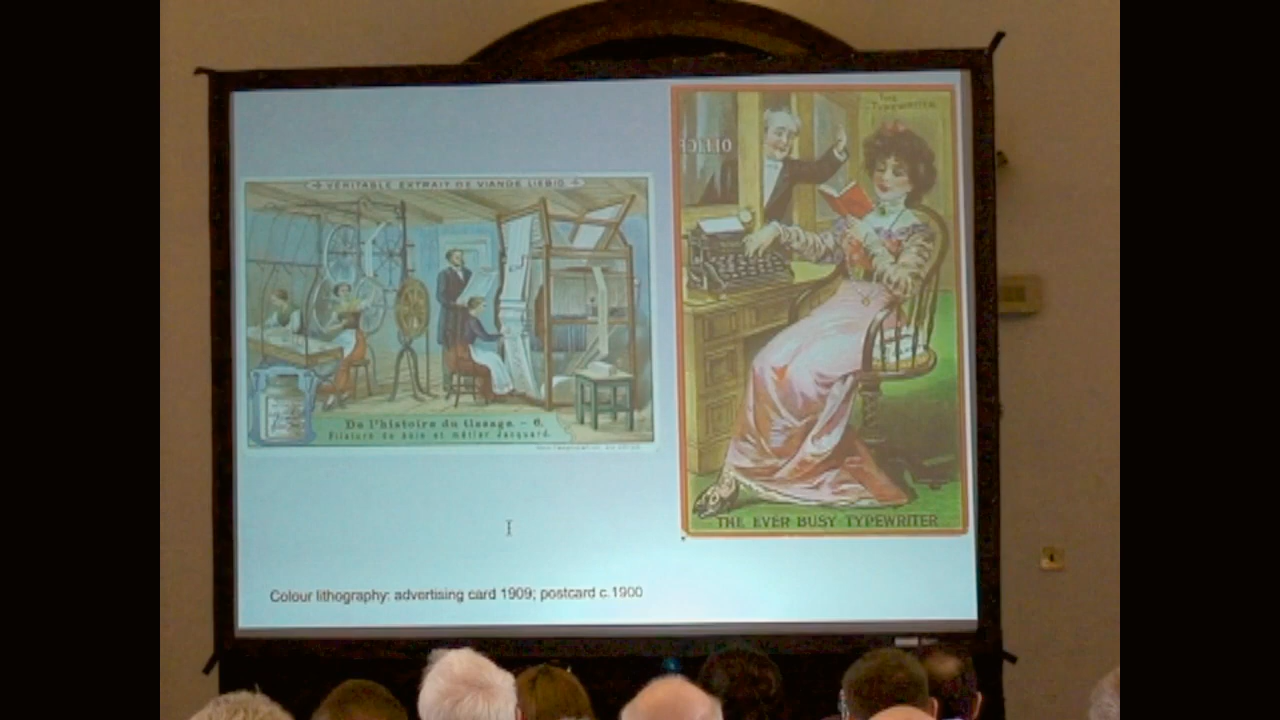 VÉRITABLE EXTRAIT DE VIANDE LIEBIG
De l'histoire du tissage. – 6.
Filature de soie et métier Jacquard.
THE
TYPEWRITER
OFFICE
THE EVER BUSY TYPEWRITER
Colour lithography: advertising card 1909; postcard c.1900